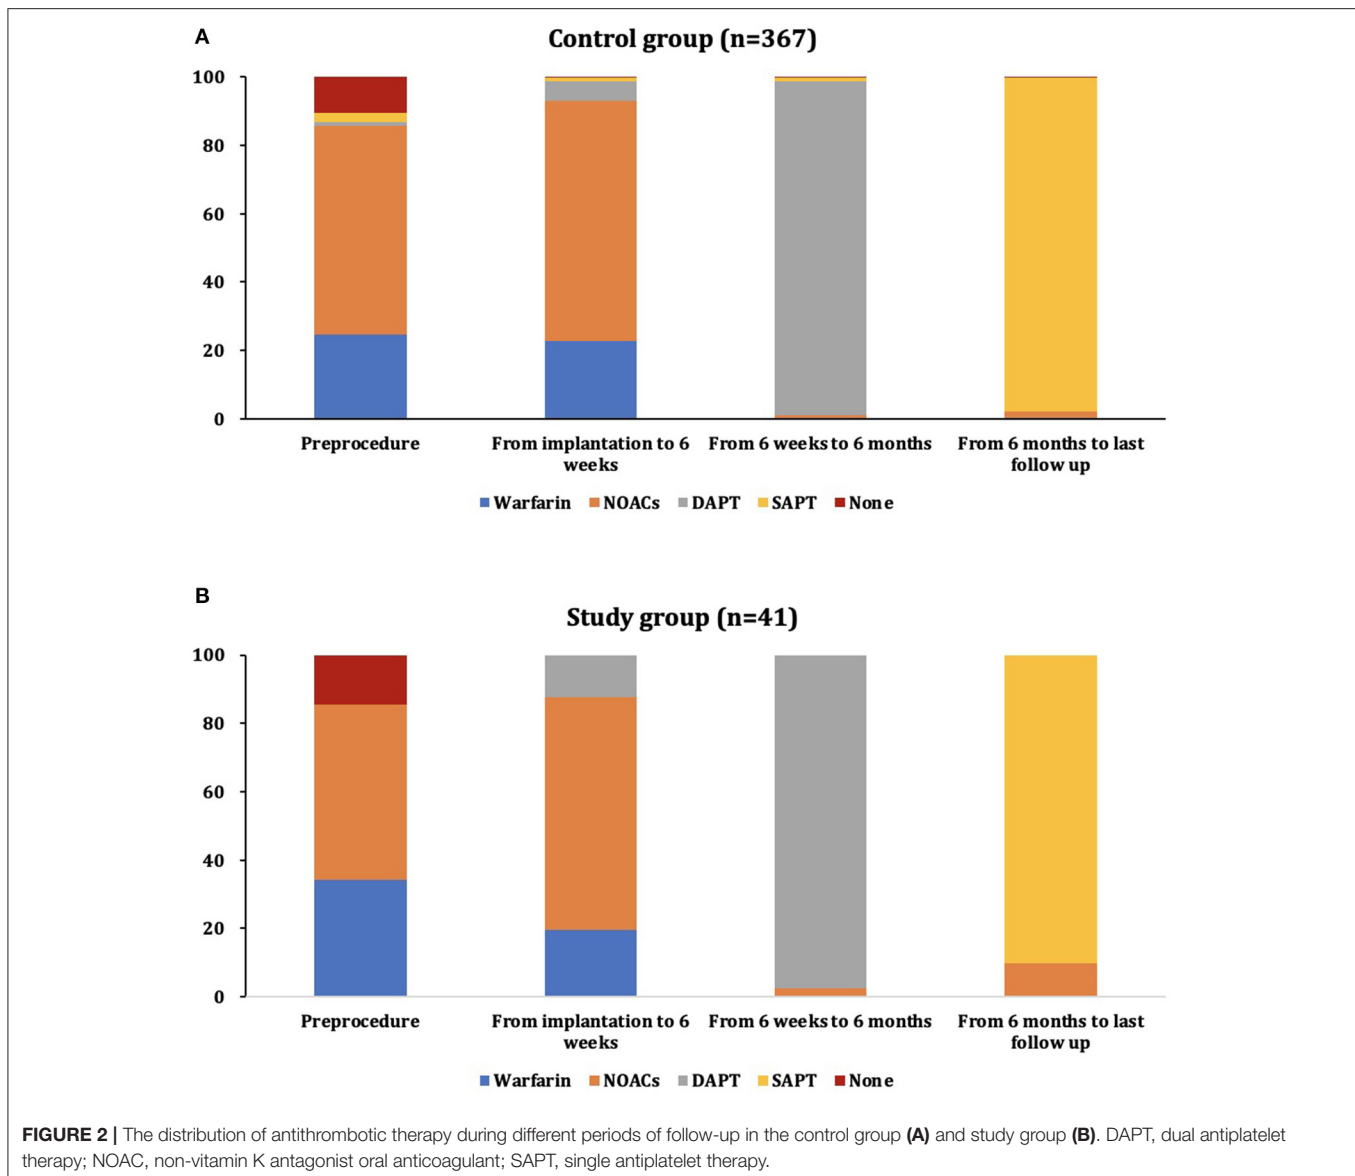 A
Control group (n=367)
100
80
60
40
20
0
Preprocedure
From implantation to 6
weeks
From 6 weeks to 6 months
From 6 months to last
follow up
Warfarin NOACs DAPT SAPT None
B
Study group (n=41)
100
80
60
40
20
0
Preprocedure
From implantation to 6
weeks
From 6 weeks to 6 months
From 6 months to last
follow up
Warfarin NOACs DAPT SAPT None
FIGURE 2 | The distribution of antithrombotic therapy during different periods of follow-up in the control group (A) and study group (B). DAPT, dual antiplatelet
therapy; NOAC, non-vitamin K antagonist oral anticoagulant; SAPT, single antiplatelet therapy.